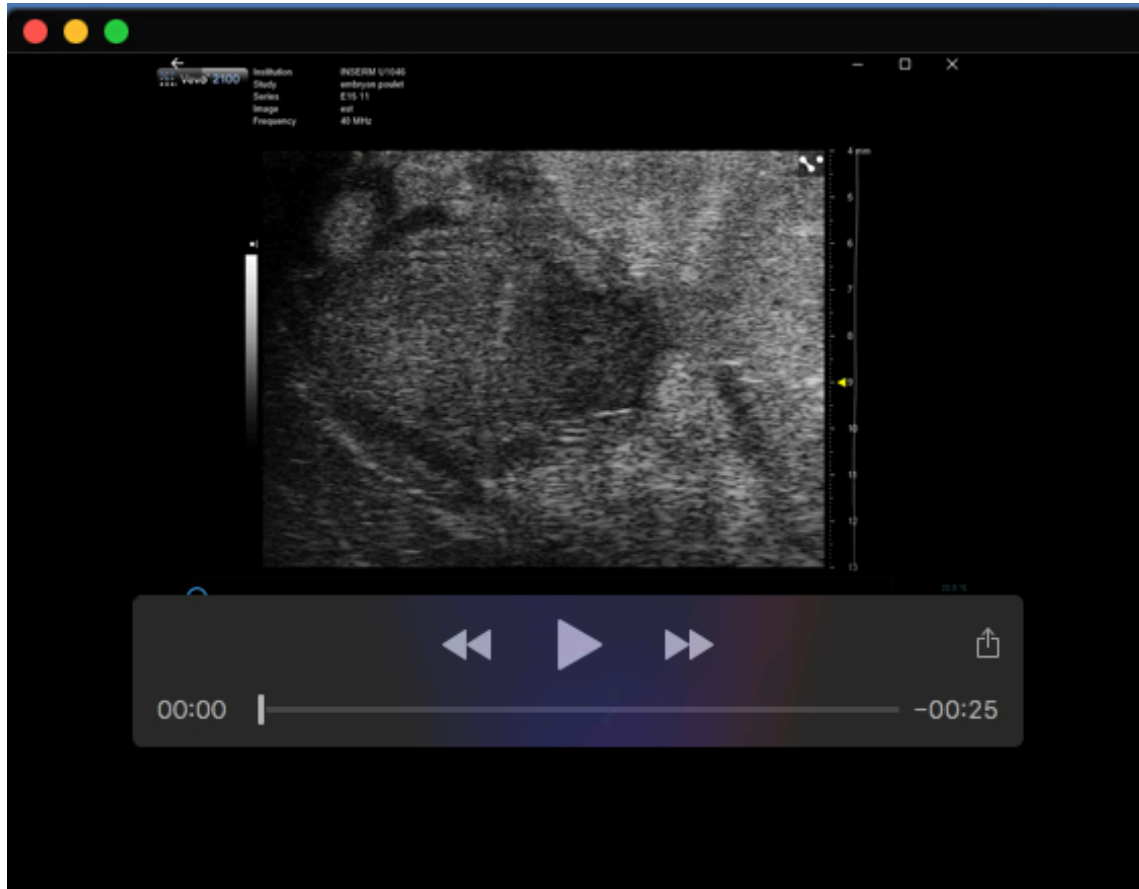 Vevo 2100
Institution INSERM U1046
Study embryon poulet
Series E15 11
Image est
Frequency 40 MHz
4 mm
5
6
7
8
9
10
11
12
13
00:00
-00:25